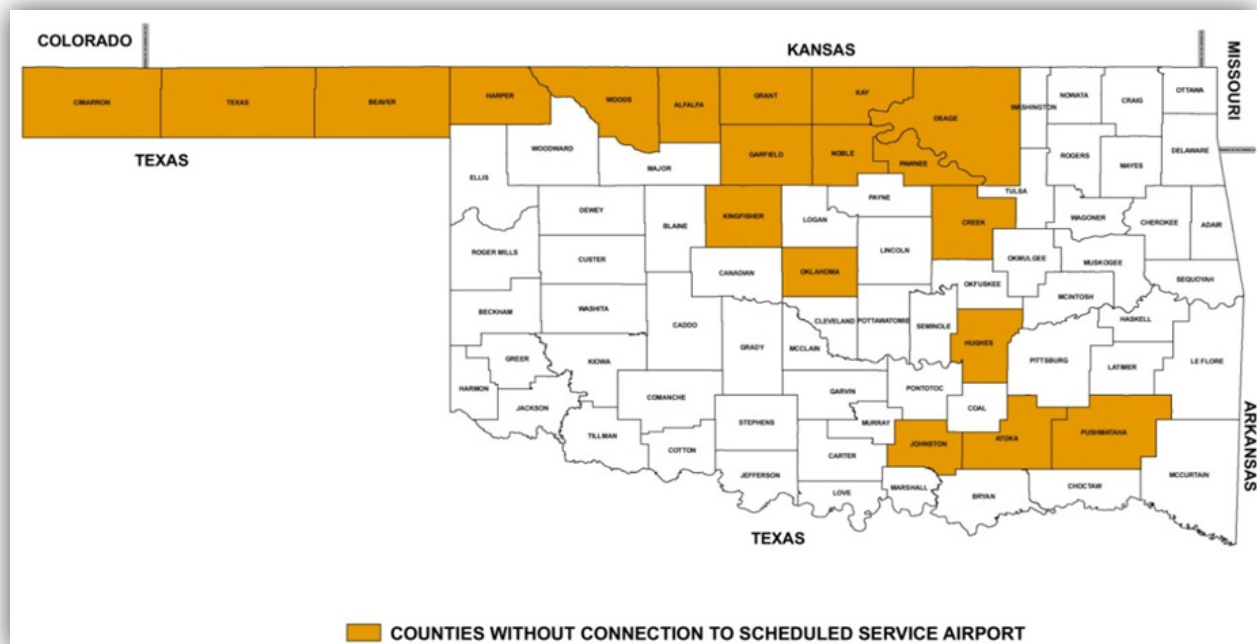 COLORADO
KANSAS
MISSOURI
CIMARRON
TEXAS
BEAVER
HARPER
WOODS
ALFALFA
GRANT
KAY
OSAGE
WASHINGTON
NOWATA
CRAIG
OTTAWA
TEXAS
ELLIS
WOODWARD
MAJOR
GARFIELD
NOBLE
PAWNEE
ROGERS
MAYES
DELAWARE
DEWEY
BLAINE
KINGFISHER
LOGAN
PAYNE
CREEK
TULSA
WAGONER
CHEROKEE
ADAIR
ROGER MILLS
CUSTER
CANADIAN
OKLAHOMA
LINCOLN
OKMULGEE
MUSKOGEE
SEQUOYAH
BECKHAM
WASHITA
CADDO
GRADY
MCCLAIN
CLEVELAND
POTTAWATOMIE
SEMINOLE
OKFUSKEE
MCINTOSH
HASKELL
HUGHES
PITTSBURG
LATIMER
LE FLORE
HARMON
GREER
KIOWA
JACKSON
COMANCHE
TILLMAN
COTTON
STEPHENS
JEFFERSON
GARVIN
MURRAY
CARTER
LOVE
PONTOTOC
COAL
JOHNSTON
ATOKA
PUSHMATAHA
MARSHALL
BRYAN
CHOCTAW
MCCURTAIN
ARKANSAS
TEXAS
COUNTIES WITHOUT CONNECTION TO SCHEDULED SERVICE AIRPORT